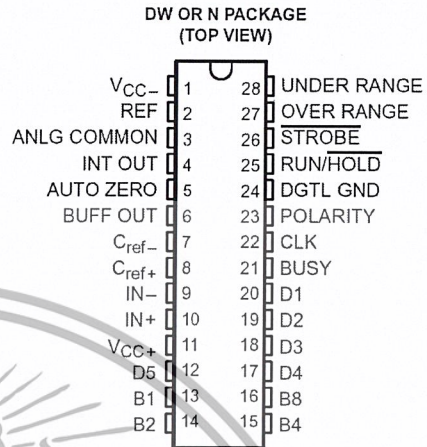 DW OR N PACKAGE
(TOP VIEW)
VCC– 1 28 UNDER RANGE
REF 2 27 OVER RANGE
ANLG COMMON 3 26 STROBE
INT OUT 4 25 RUN/HOLD
AUTO ZERO 5 24 DGTL GND
BUFF OUT 6 23 POLARITY
Cref– 7 22 CLK
Cref+ 8 21 BUSY
IN– 9 20 D1
IN+ 10 19 D2
VCC+ 11 18 D3
D5 12 17 D4
B1 13 16 B8
B2 14 15 B4